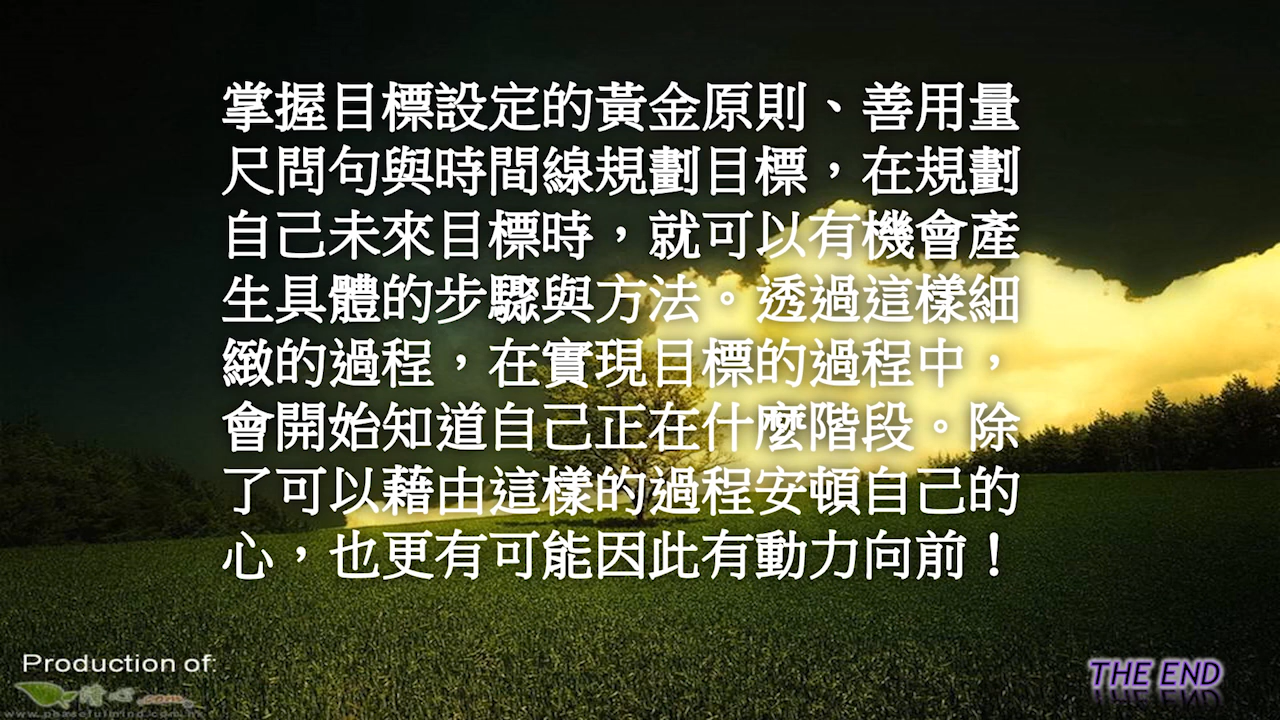 掌握目標設定的黃金原則、善用量
尺問句與時間線規劃目標，在規劃
自己未來目標時，就可以有機會產
生具體的步驟與方法。透過這樣細
緻的過程，在實現目標的過程中，
會開始知道自己正在什麼階段。除
了可以藉由這樣的過程安頓自己的
心，也更有可能因此有動力向前！
Production of:
THE END